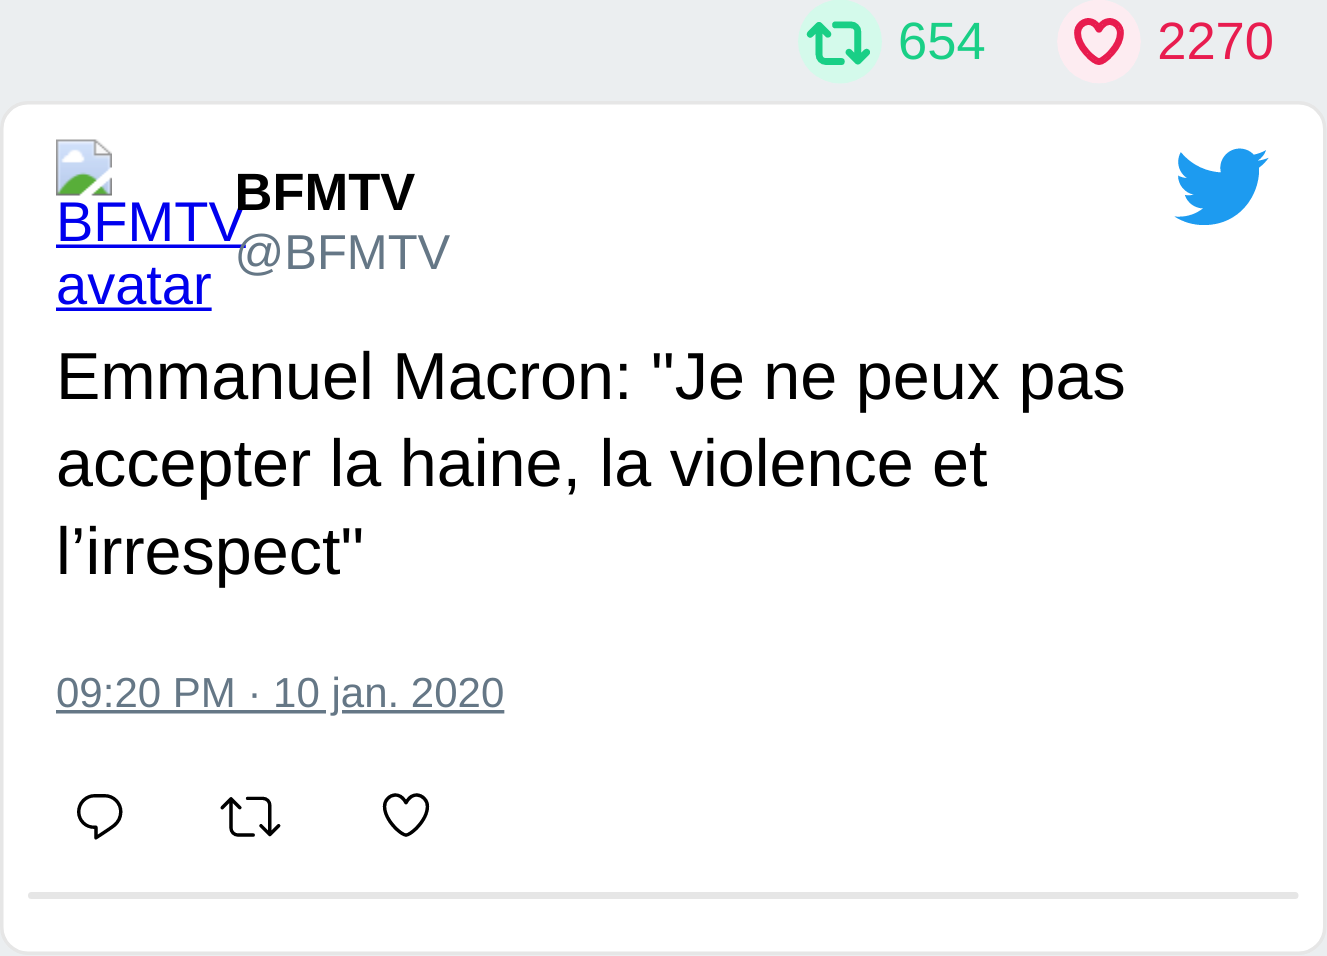 654 2270
BFMTV avatar
BFMTV
@BFMTV
Emmanuel Macron: "Je ne peux pas
accepter la haine, la violence et
l’irrespect"
09:20 PM · 10 jan. 2020